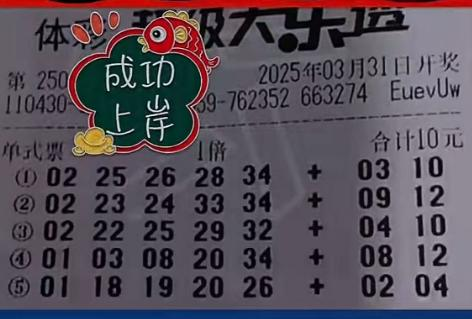 体彩 超级大乐透
第 250
2025年03月31日开奖
110430-
59-762352 663274 EuevUw
成功
上岸
单式票 1倍 合计10元
① 02 25 26 28 34 + 03 10
② 02 23 24 33 34 + 09 12
③ 02 22 25 29 32 + 04 10
④ 01 03 08 20 34 + 08 12
⑤ 01 18 19 20 26 + 02 04